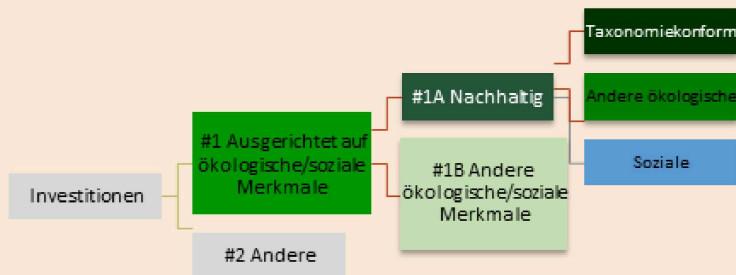 Investitionen
#1 Ausgerichtet auf
ökologische/soziale
Merkmale
#2 Andere
#1A Nachhaltig
#1B Andere
ökologische/soziale
Merkmale
Taxonomiekonform
Andere ökologische
Soziale